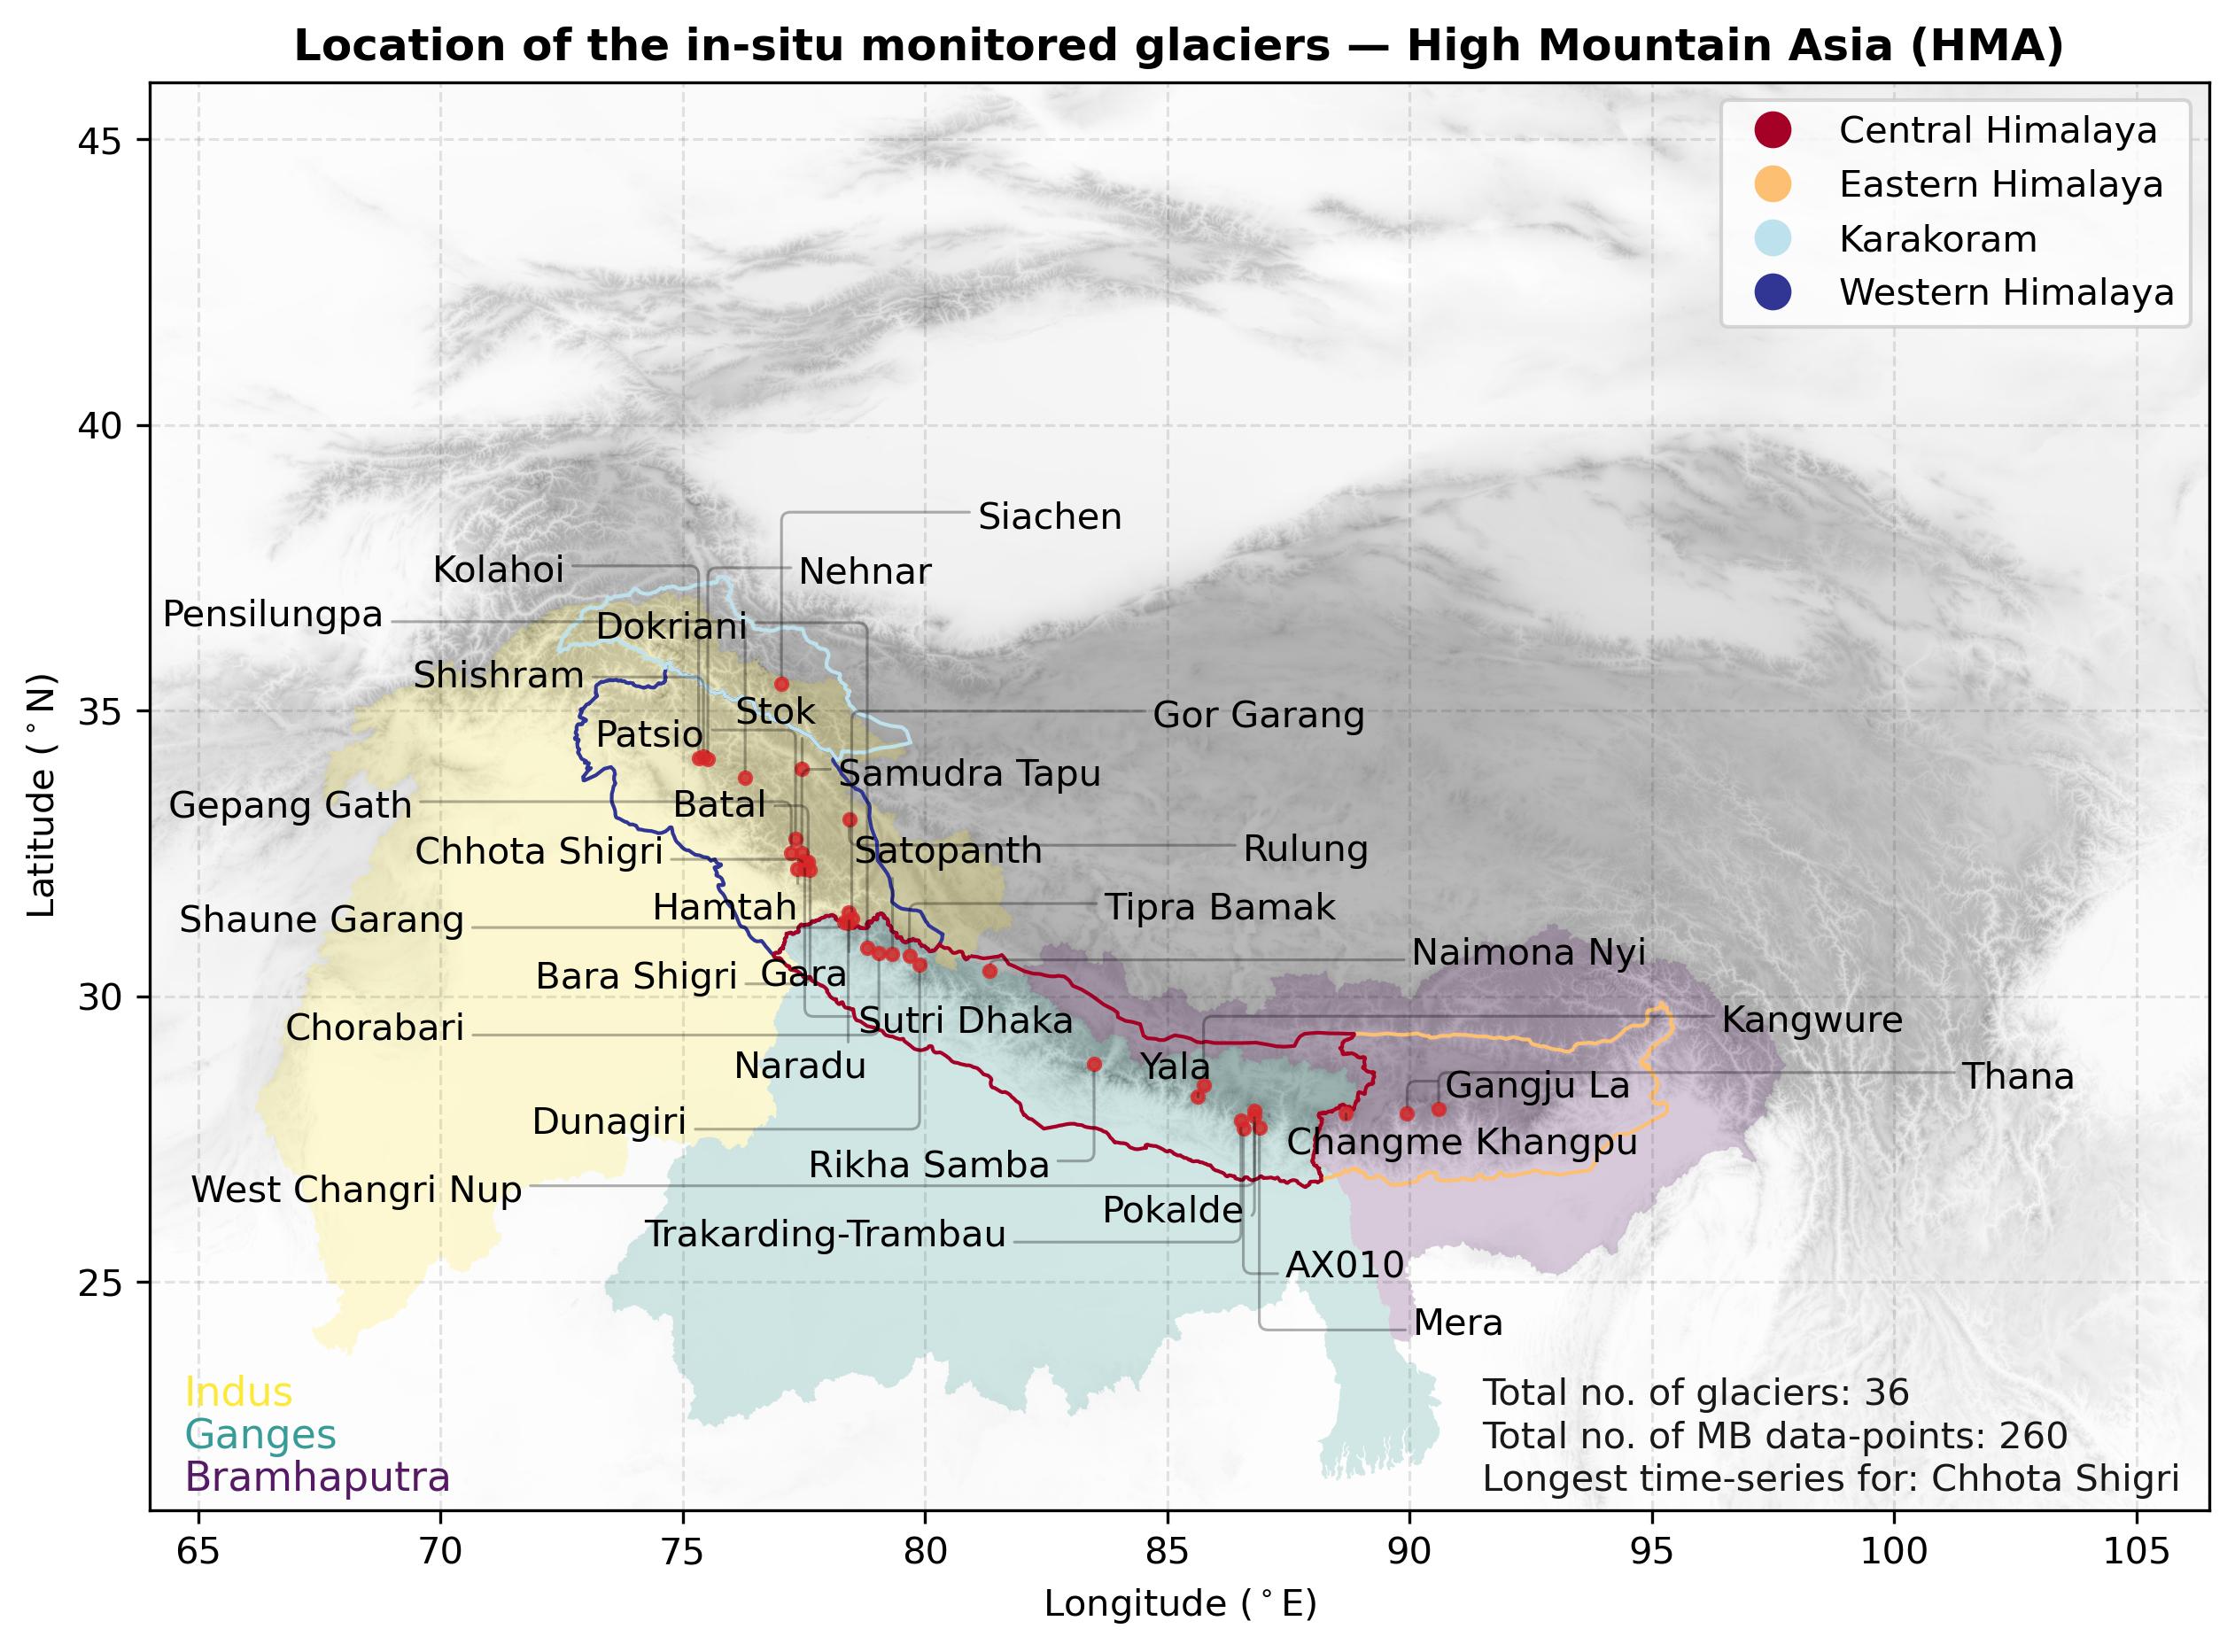 Location of the in-situ monitored glaciers — High Mountain Asia (HMA)
Central Himalaya
Eastern Himalaya
Karakoram
Western Himalaya
45
40
35
30
25
Latitude (°N)
Siachen
Kolahoi
Nehnar
Pensilungpa
Dokriani
Shishram
Stok
Gor Garang
Patsio
Samudra Tapu
Gepang Gath
Batal
Chhota Shigri
Satopanth
Rulung
Hamtah
Tipra Bamak
Shaune Garang
Naimona Nyi
Bara Shigri
Gara
Chorabari
Sutri Dhaka
Kangwure
Naradu
Yala
Thana
Gangju La
Dunagiri
Changme Khangpu
Rikha Samba
West Changri Nup
Pokalde
Trakarding-Trambau
AX010
Mera
Indus
Ganges
Bramhaputra
Total no. of glaciers: 36
Total no. of MB data-points: 260
Longest time-series for: Chhota Shigri
65 70 75 80 85 90 95 100 105
Longitude (°E)